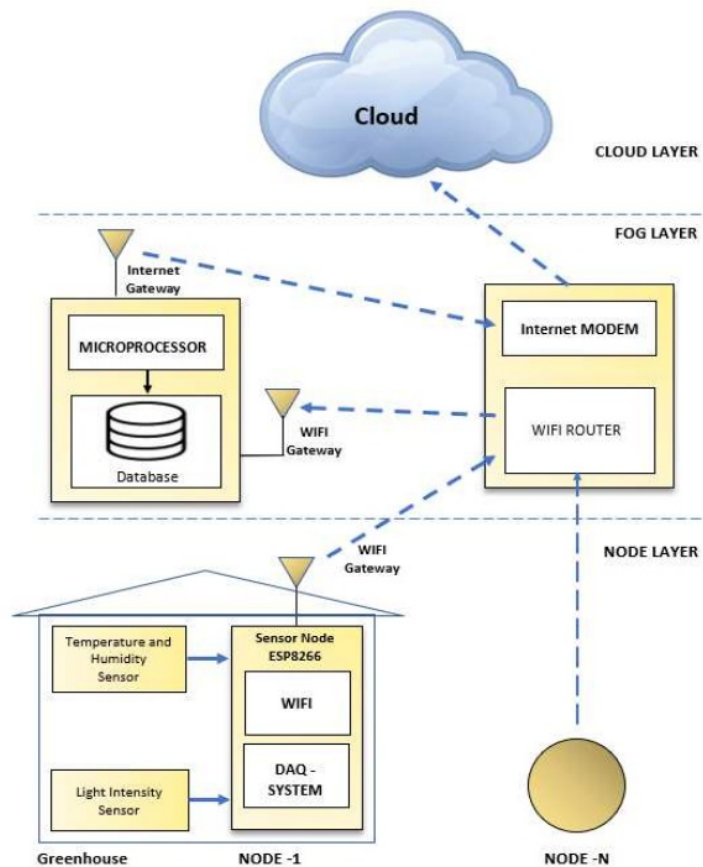 Cloud
CLOUD LAYER
FOG LAYER
Internet
Gateway
MICROPROCESSOR
Database
WIFI
Gateway
Internet MODEM
WIFI ROUTER
WIFI
Gateway
NODE LAYER
Temperature and
Humidity
Sensor
Sensor Node
ESP8266
WIFI
DAQ -
SYSTEM
Light Intensity
Sensor
Greenhouse
NODE -1
NODE -N